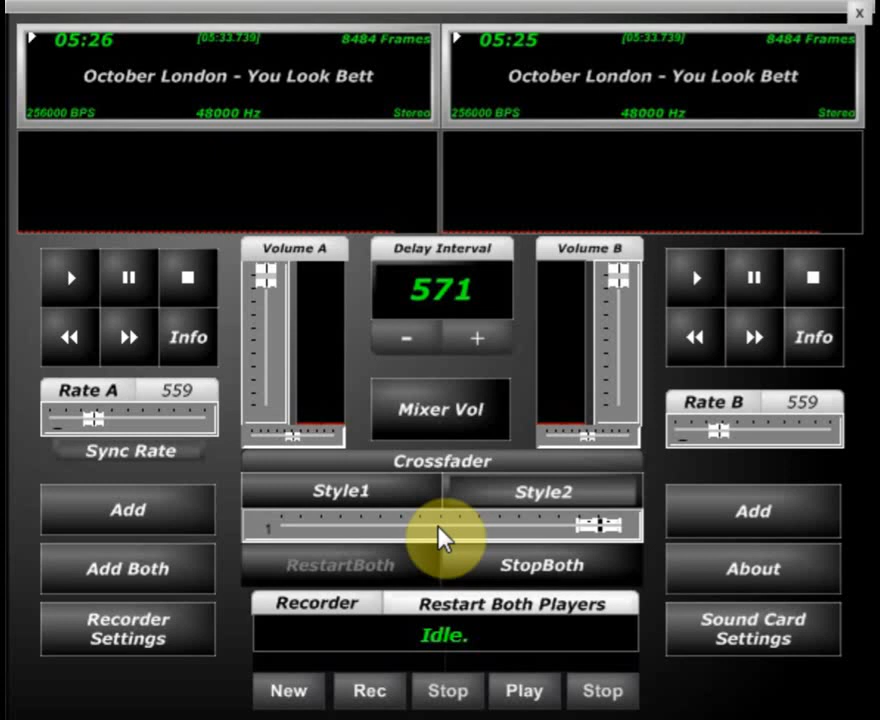 X
05:26 [05:33.739] 8484 Frames
October London - You Look Bett
256000 BPS 48000 Hz Stereo
05:25 [05:33.739] 8484 Frames
October London - You Look Bett
256000 BPS 48000 Hz Stereo
Volume A
Delay Interval
Volume B
571
- +
Info
Info
Mixer Vol
Rate A 559
Rate B 559
Sync Rate
Crossfader
Style1 Style2
1
Add
Add
RestartBoth StopBoth
Add Both
About
Recorder Restart Both Players
Idle.
Recorder
Settings
Sound Card
Settings
New Rec Stop Play Stop